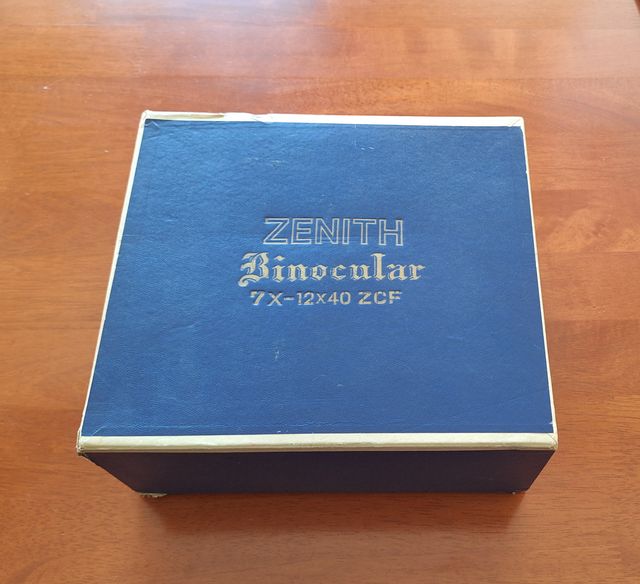 ZENITH
Binocular
7X-12x40 ZCF